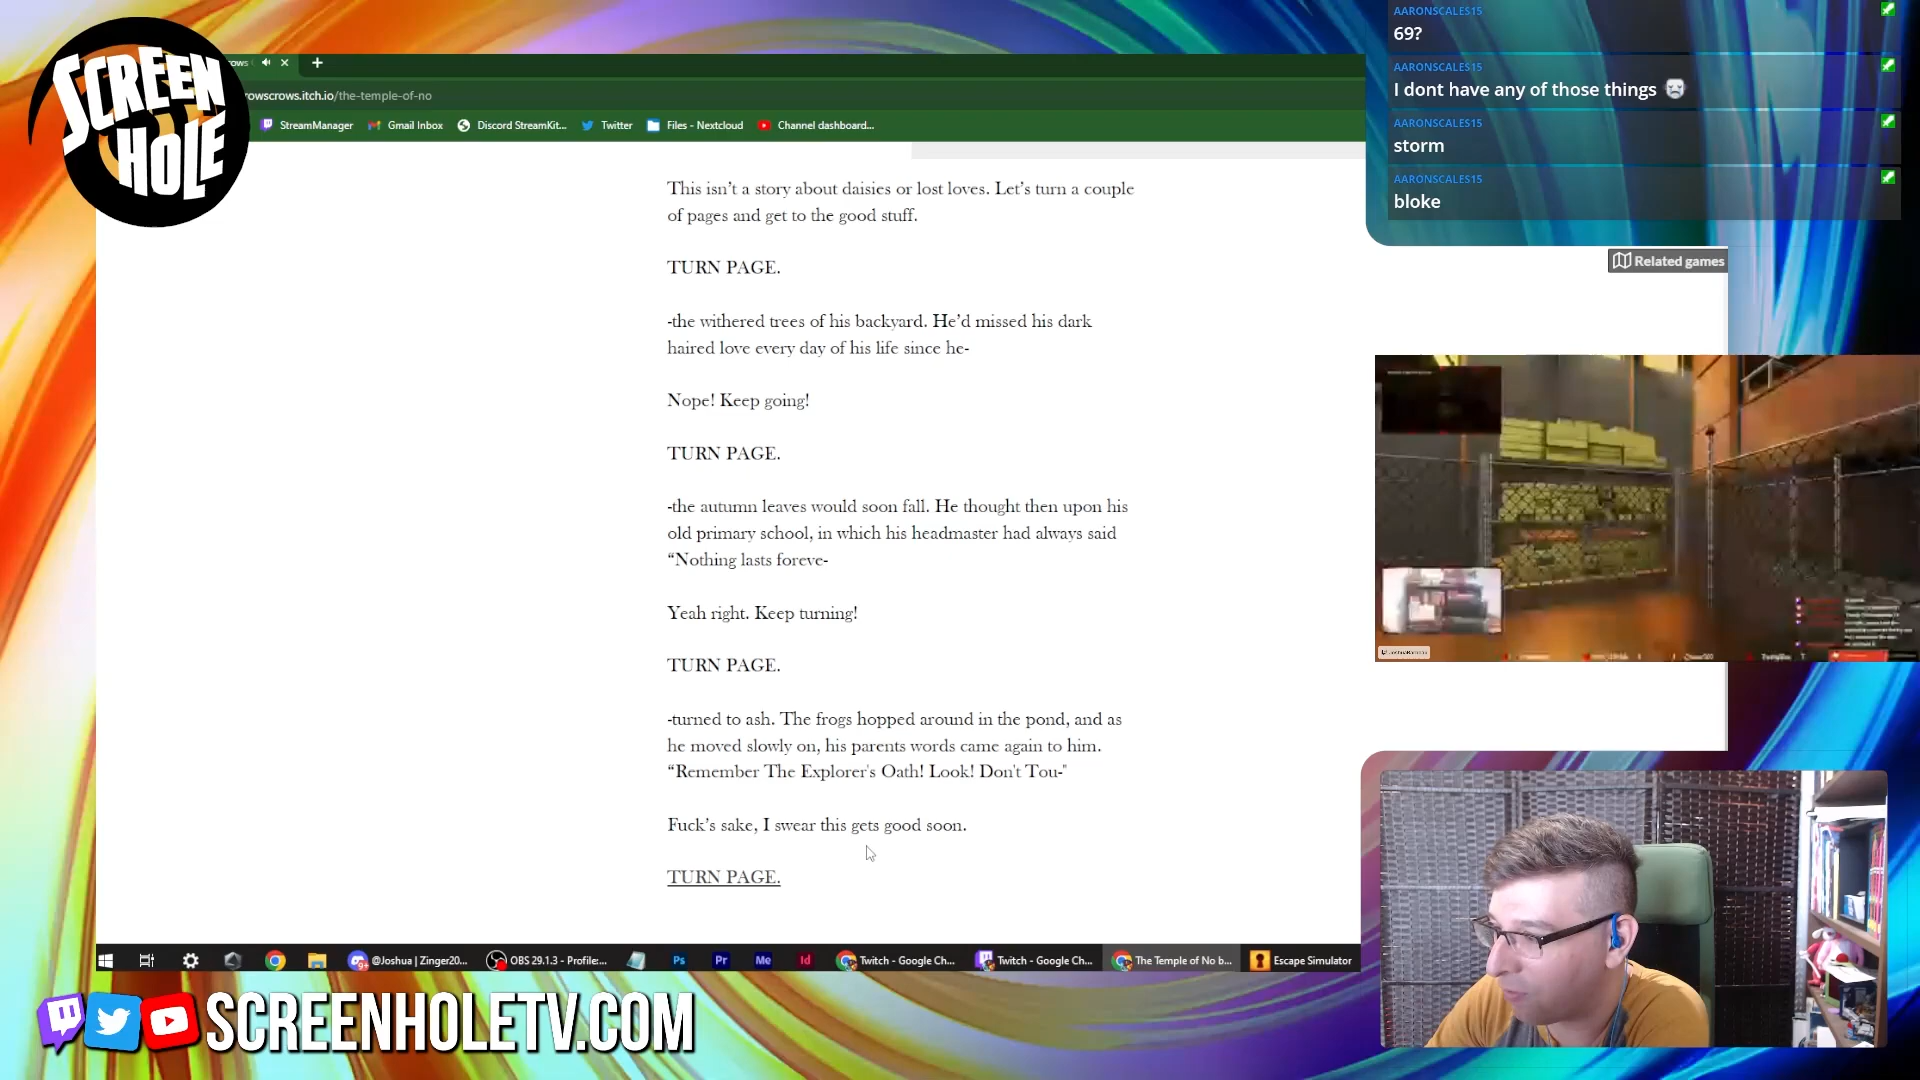 SCREEN
HOLE
rows
rowscrows.itch.io/the-temple-of-no
StreamManager
Gmail Inbox
Discord StreamKit...
Twitter
Files - Nextcloud
Channel dashboard...
This isn’t a story about daisies or lost loves. Let’s turn a couple
of pages and get to the good stuff.
TURN PAGE.
-the withered trees of his backyard. He’d missed his dark
haired love every day of his life since he-
Nope! Keep going!
TURN PAGE.
-the autumn leaves would soon fall. He thought then upon his
old primary school, in which his headmaster had always said
“Nothing lasts foreve-
Yeah right. Keep turning!
TURN PAGE.
-turned to ash. The frogs hopped around in the pond, and as
he moved slowly on, his parents words came again to him.
“Remember The Explorer's Oath! Look! Don't Tou-"
Fuck’s sake, I swear this gets good soon.
TURN PAGE.
AARONSCALES15
69?
AARONSCALES15
I dont have any of those things
AARONSCALES15
storm
AARONSCALES15
bloke
Related games
@Joshua | Zinger20...
OBS 29.1.3 - Profile:...
Ps
Pr
Me
Id
Twitch - Google Ch...
Twitch - Google Ch...
The Temple of No b...
Escape Simulator
SCREENHOLETV.COM